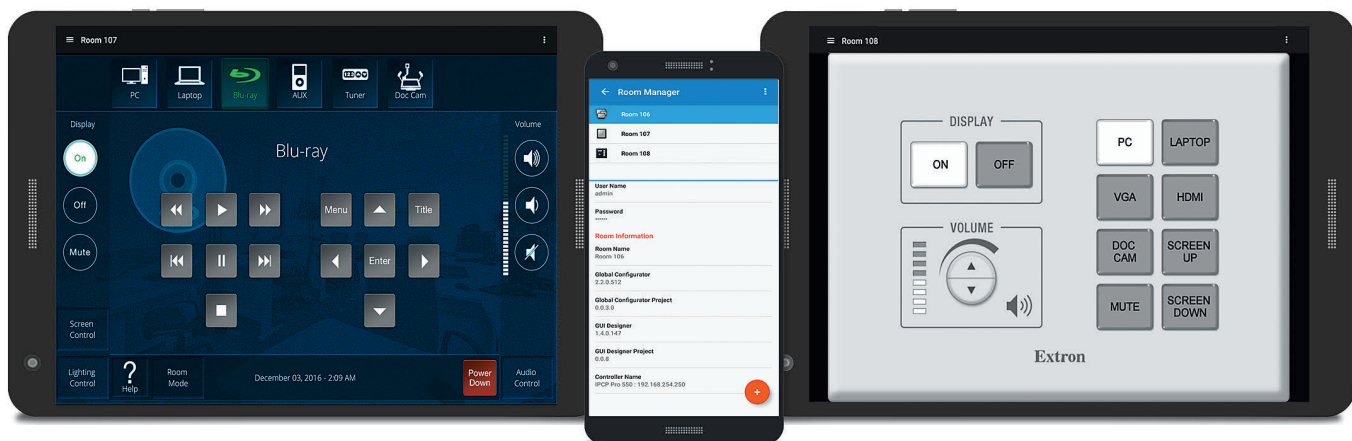 Room 107
PC
Laptop
Blu-ray
AUX
Tuner
Doc Cam
Display
On
Off
Mute
Volume
Blu-ray
Menu
Title
Enter
Screen
Control
Lighting
Control
?
Help
Room
Mode
December 03, 2016 - 2:09 AM
Power
Down
Audio
Control
Room Manager
Room 106
Room 107
Room 108
User Name
admin
Password
••••••
Room Information
Room Name
Room 106
Global Configurator
2.2.0.512
Global Configurator Project
0.0.3.0
GUI Designer
1.4.0.147
GUI Designer Project
0.0.8
Controller Name
IPCP Pro 550 : 192.168.254.250
+
Room 108
DISPLAY
ON
OFF
VOLUME
PC
LAPTOP
VGA
HDMI
DOC
CAM
SCREEN
UP
MUTE
SCREEN
DOWN
Extron